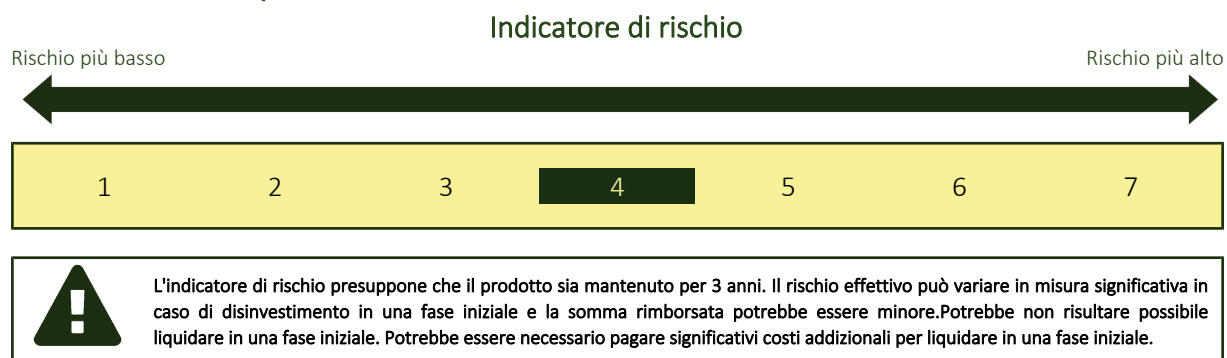 Indicatore di rischio
Rischio più basso
Rischio più alto
1 2 3 4 5 6 7
L'indicatore di rischio presuppone che il prodotto sia mantenuto per 3 anni. Il rischio effettivo può variare in misura significativa in
caso di disinvestimento in una fase iniziale e la somma rimborsata potrebbe essere minore.Potrebbe non risultare possibile
liquidare in una fase iniziale. Potrebbe essere necessario pagare significativi costi addizionali per liquidare in una fase iniziale.